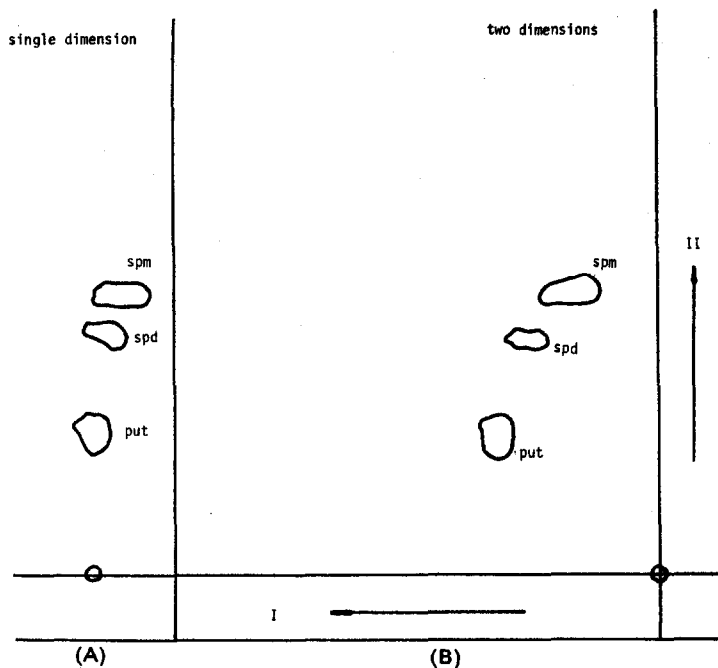 single dimension
two dimensions
II
spm
spm
spd
spd
put
put
I
(A)
(B)